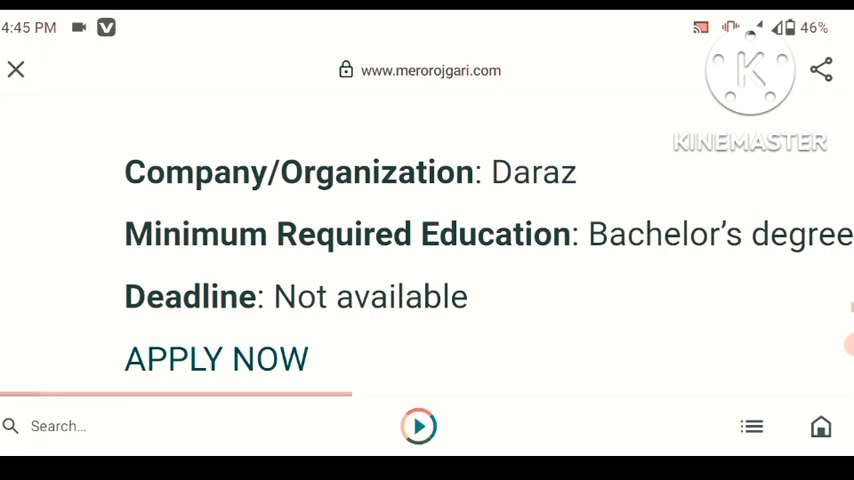 4:45 PM V 46%
www.merorojgari.com
K
KINEMASTER
Company/Organization: Daraz
Minimum Required Education: Bachelor’s degree
Deadline: Not available
APPLY NOW
Search...